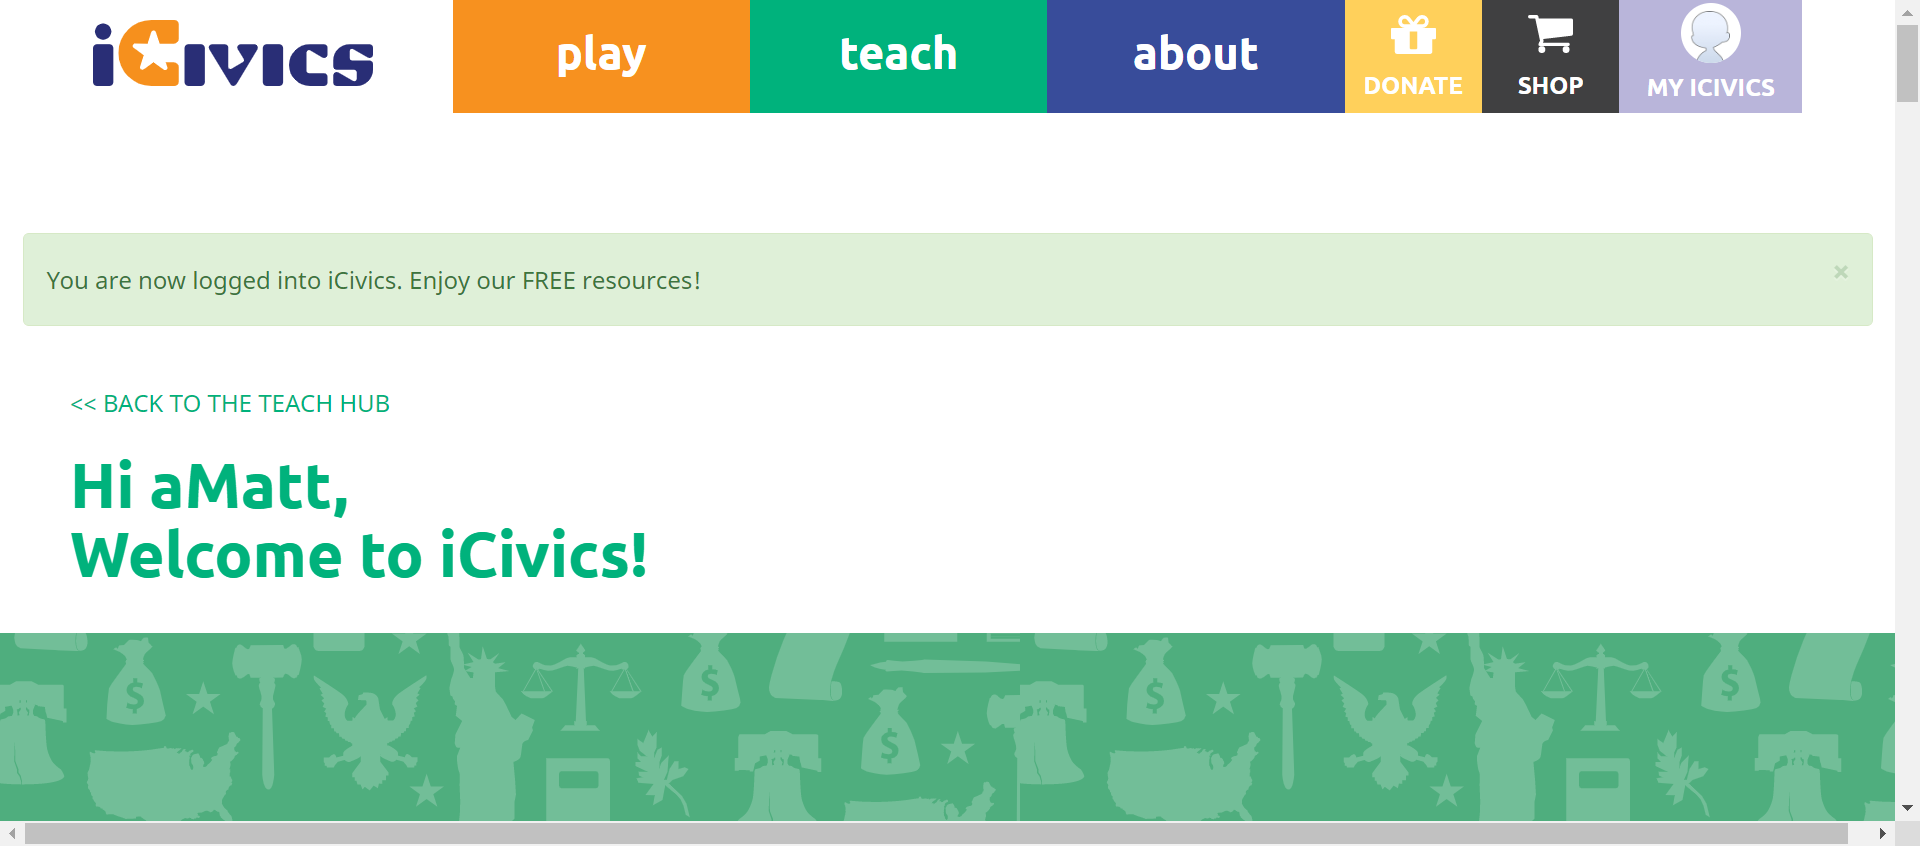 iCivics
play
teach
about
DONATE
SHOP
MY ICIVICS
You are now logged into iCivics. Enjoy our FREE resources!
×
<< BACK TO THE TEACH HUB
Hi aMatt,
Welcome to iCivics!